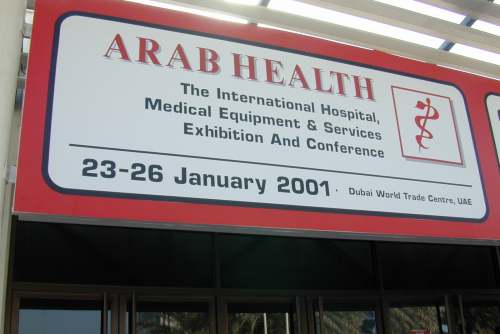 ARAB HEALTH
The International Hospital,
Medical Equipment & Services
Exhibition And Conference
23-26 January 2001 · Dubai World Trade Centre, UAE